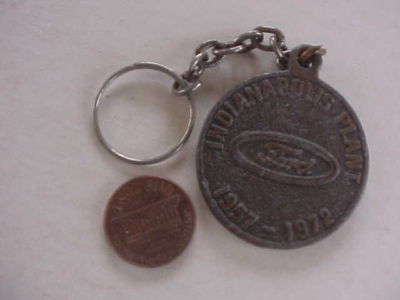 INDIANAPOLIS PLANT
Ford
1957 - 1972